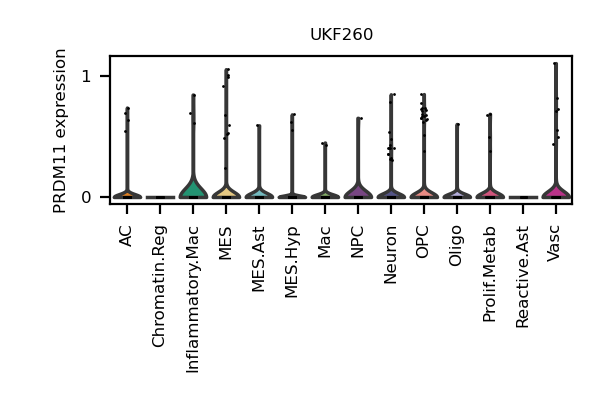 UKF260
PRDM11 expression
1
0
AC
Chromatin.Reg
Inflammatory.Mac
MES
MES.Ast
MES.Hyp
Mac
NPC
Neuron
OPC
Oligo
Prolif.Metab
Reactive.Ast
Vasc